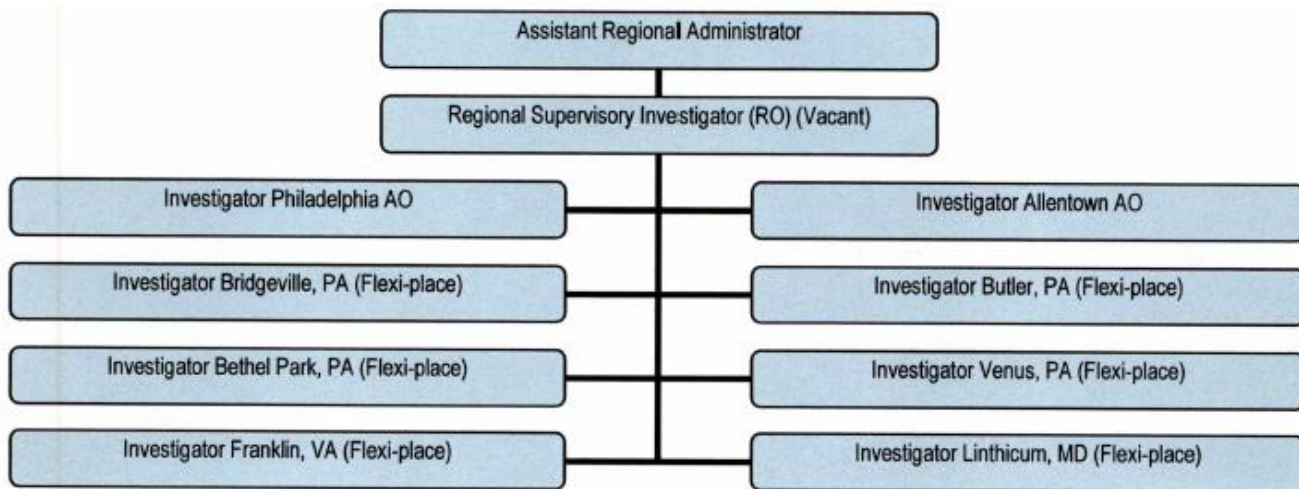 Assistant Regional Administrator
Regional Supervisory Investigator (RO) (Vacant)
Investigator Philadelphia AO
Investigator Allentown AO
Investigator Bridgeville, PA (Flexi-place)
Investigator Butler, PA (Flexi-place)
Investigator Bethel Park, PA (Flexi-place)
Investigator Venus, PA (Flexi-place)
Investigator Franklin, VA (Flexi-place)
Investigator Linthicum, MD (Flexi-place)